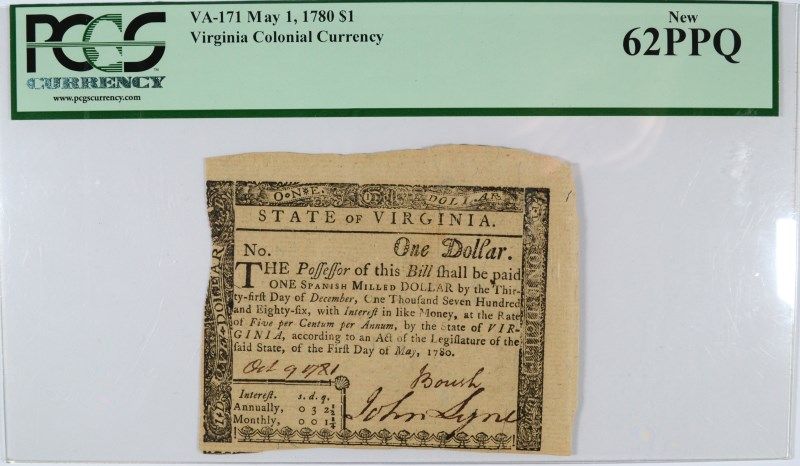 PCGS
CURRENCY
www.pcgscurrency.com
VA-171 May 1, 1780 $1
Virginia Colonial Currency
New
62PPQ
O*N*E DOLLAR
STATE OF VIRGINIA.
No. One Dollar.
THE Poſſeſſor of this Bill ſhall be paid
ONE SPANISH MILLED DOLLAR by the Thir-
ty-firſt Day of December, One Thouſand Seven Hundred
and Eighty-ſix, with Intereſt in like Money, at the Rate
of Five per Centum per Annum, by the State of VIR-
GINIA, according to an Act of the Legiſlature of the
ſaid State, of the Firſt Day of May, 1780.
Oct 9 1781
Boush
John Lyne
Intereſt. s. d. q.
Annually, 0 3 2½
Monthly, 0 0 1¼
DOLLAR